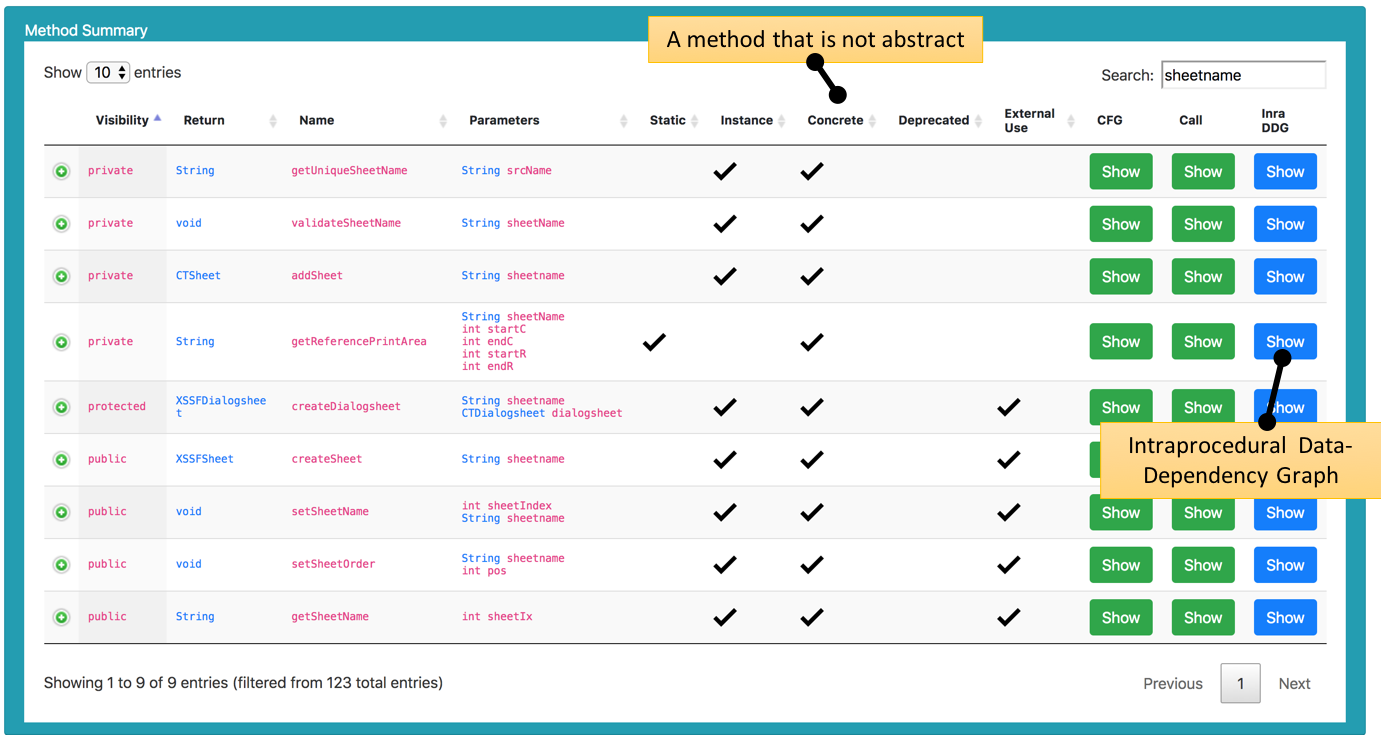 Method Summary
A method that is not abstract
Show 10 entries
Search: sheetname
Visibility Return Name Parameters Static Instance Concrete Deprecated External Use CFG Call Inra DDG
private String getUniqueSheetName String srcName Show Show Show
private void validateSheetName String sheetName Show Show Show
private CTSheet addSheet String sheetname Show Show Show
private String getReferencePrintArea String sheetName Show Show Show
int startC
int endC
int startR
int endR
protected XSSFDialogshee createDialogsheet String sheetname Show Show Show
t CTDialogsheet dialogsheet
Intraprocedural Data-
Dependency Graph
public XSSFSheet createSheet String sheetname
public void setSheetName int sheetIndex Show Show Show
String sheetname
public void setSheetOrder String sheetname Show Show Show
int pos
public String getSheetName int sheetIx Show Show Show
Showing 1 to 9 of 9 entries (filtered from 123 total entries)
Previous 1 Next